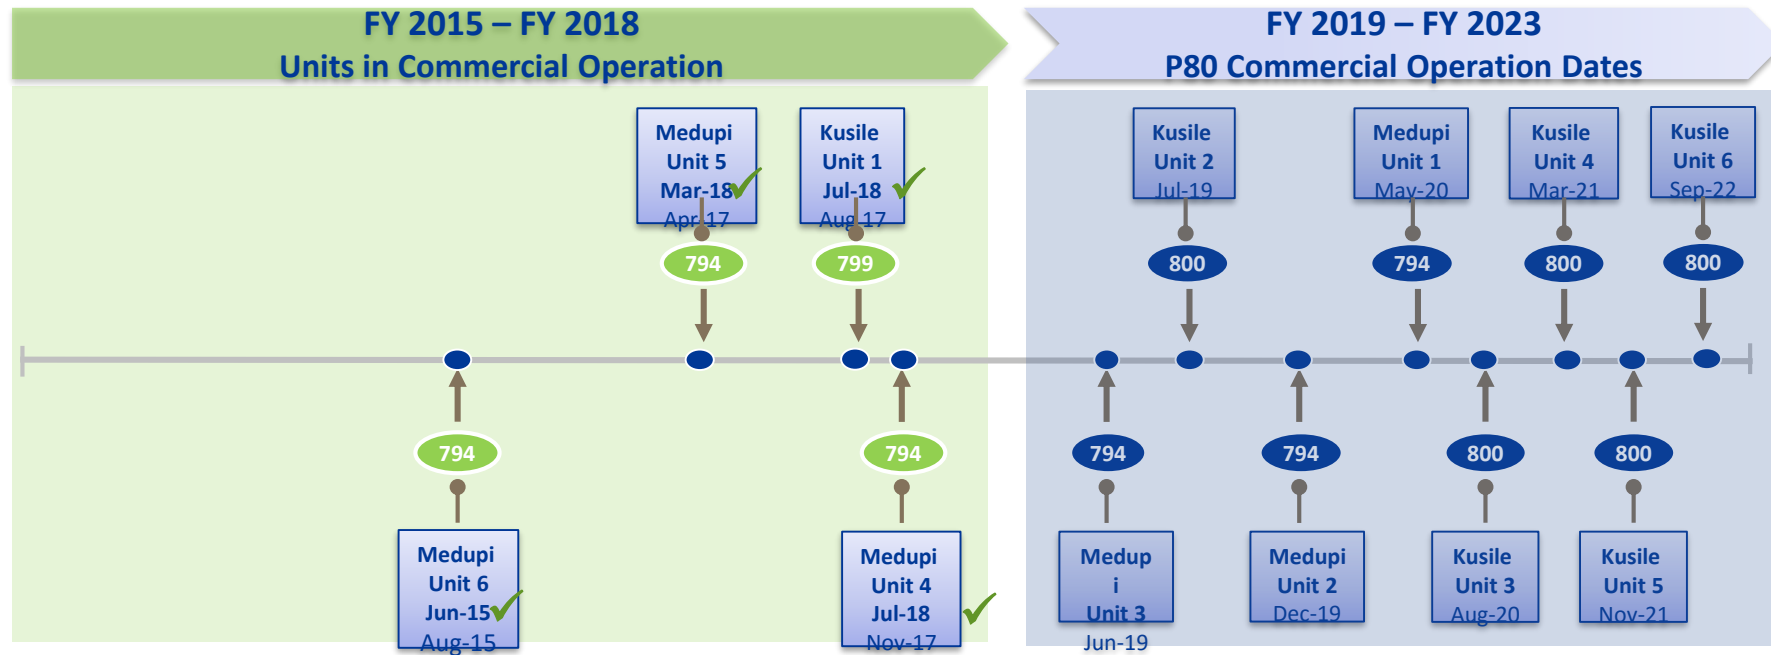 FY 2015 – FY 2018
Units in Commercial Operation
FY 2019 – FY 2023
P80 Commercial Operation Dates
Medupi
Unit 5
Mar-18
Apr-17
Kusile
Unit 1
Jul-18
Aug-17
Kusile
Unit 2
Jul-19
Medupi
Unit 1
May-20
Kusile
Unit 4
Mar-21
Kusile
Unit 6
Sep-22
794
799
800
794
800
800
794
794
794
794
800
800
Medupi
Unit 6
Jun-15
Aug-15
Medupi
Unit 4
Jul-18
Nov-17
Medup
i
Unit 3
Jun-19
Medupi
Unit 2
Dec-19
Kusile
Unit 3
Aug-20
Kusile
Unit 5
Nov-21